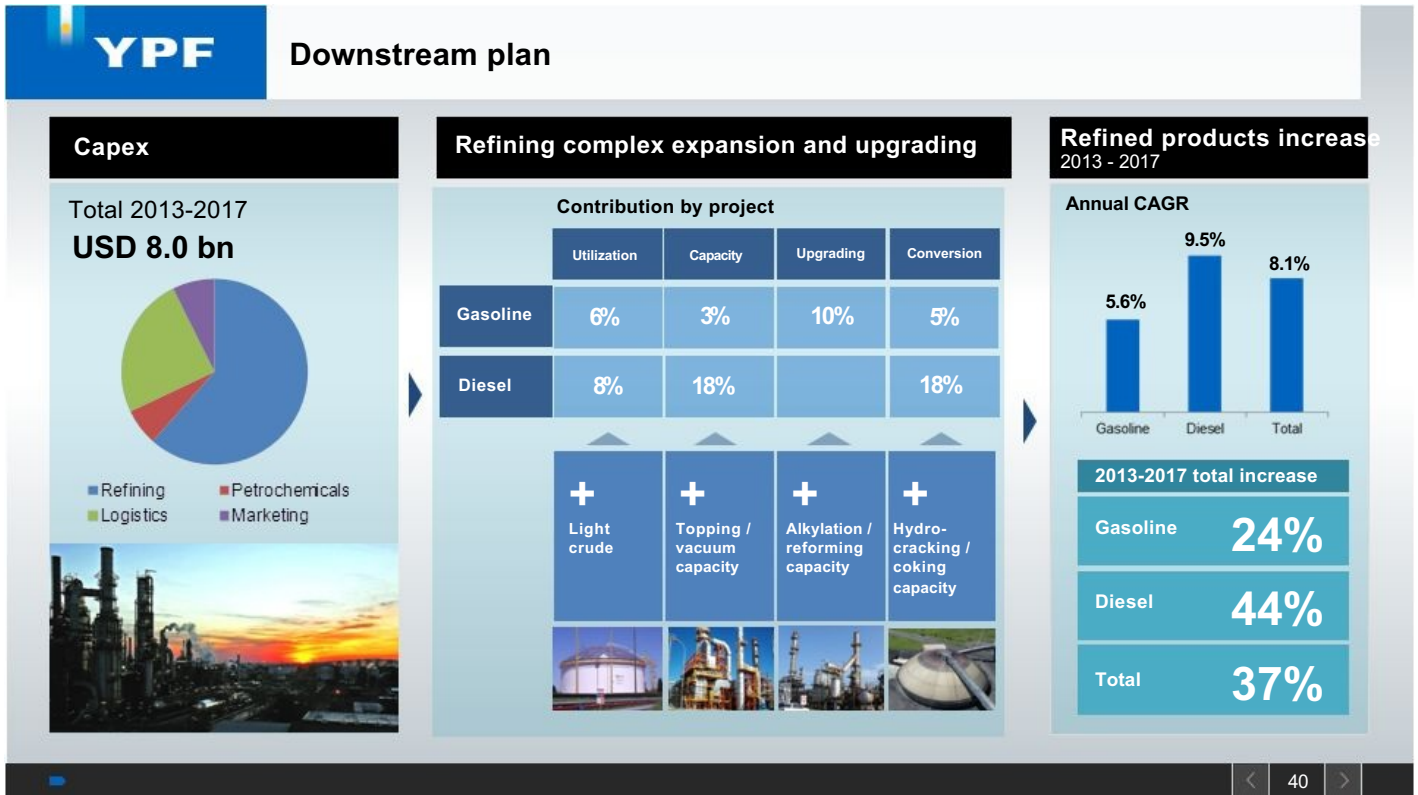 YPF
Downstream plan
Capex
Total 2013-2017
USD 8.0 bn
Refining
Petrochemicals
Logistics
Marketing
Refining complex expansion and upgrading
Contribution by project
Utilization
Capacity
Upgrading
Conversion
Gasoline
6%
3%
10%
5%
Diesel
8%
18%
18%
+
Light
crude
+
Topping /
vacuum
capacity
+
Alkylation /
reforming
capacity
+
Hydro-
cracking /
coking
capacity
Refined products increase
2013 - 2017
Annual CAGR
5.6%
9.5%
8.1%
Gasoline
Diesel
Total
2013-2017 total increase
Gasoline
24%
Diesel
44%
Total
37%
40